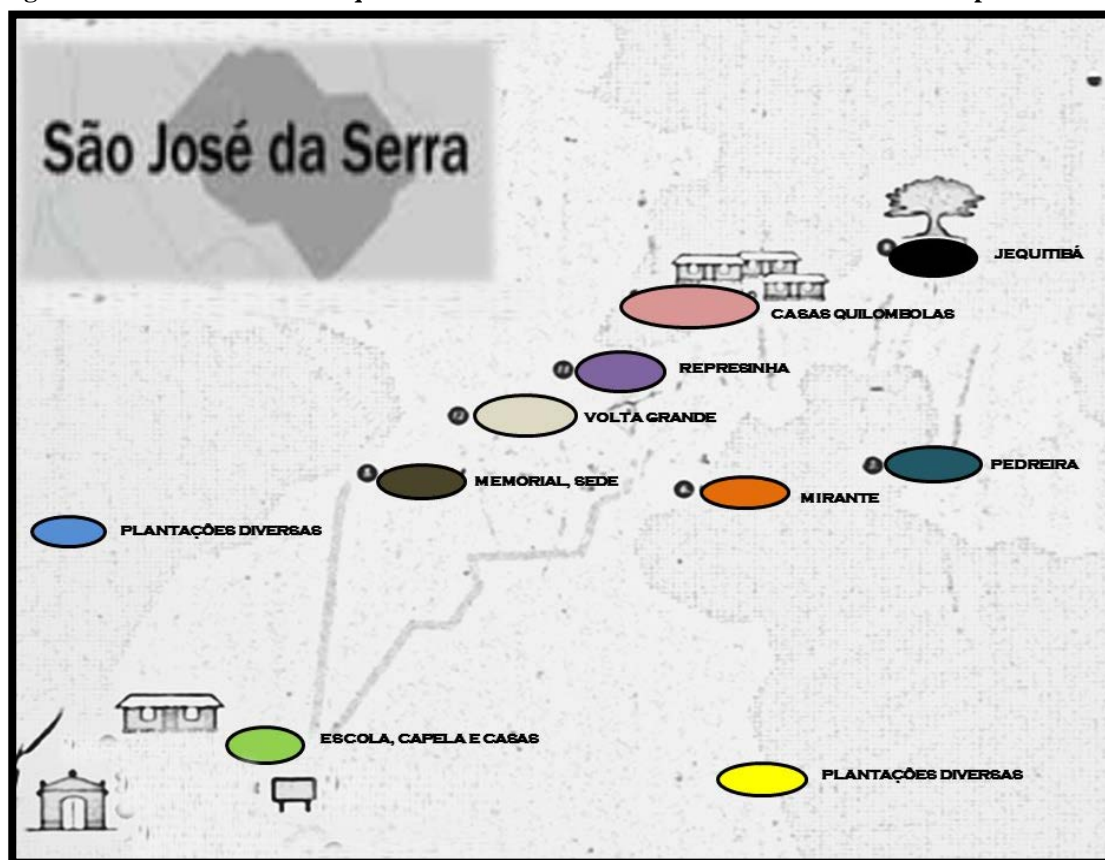 São José da Serra
JEQUITIBÁ
CASAS QUILOMBOLAS
REPRESINHA
VOLTA GRANDE
PEDREIRA
MEMORIAL, SEDE
MIRANTE
PLANTAÇÕES DIVERSAS
ESCOLA, CAPELA E CASAS
PLANTAÇÕES DIVERSAS